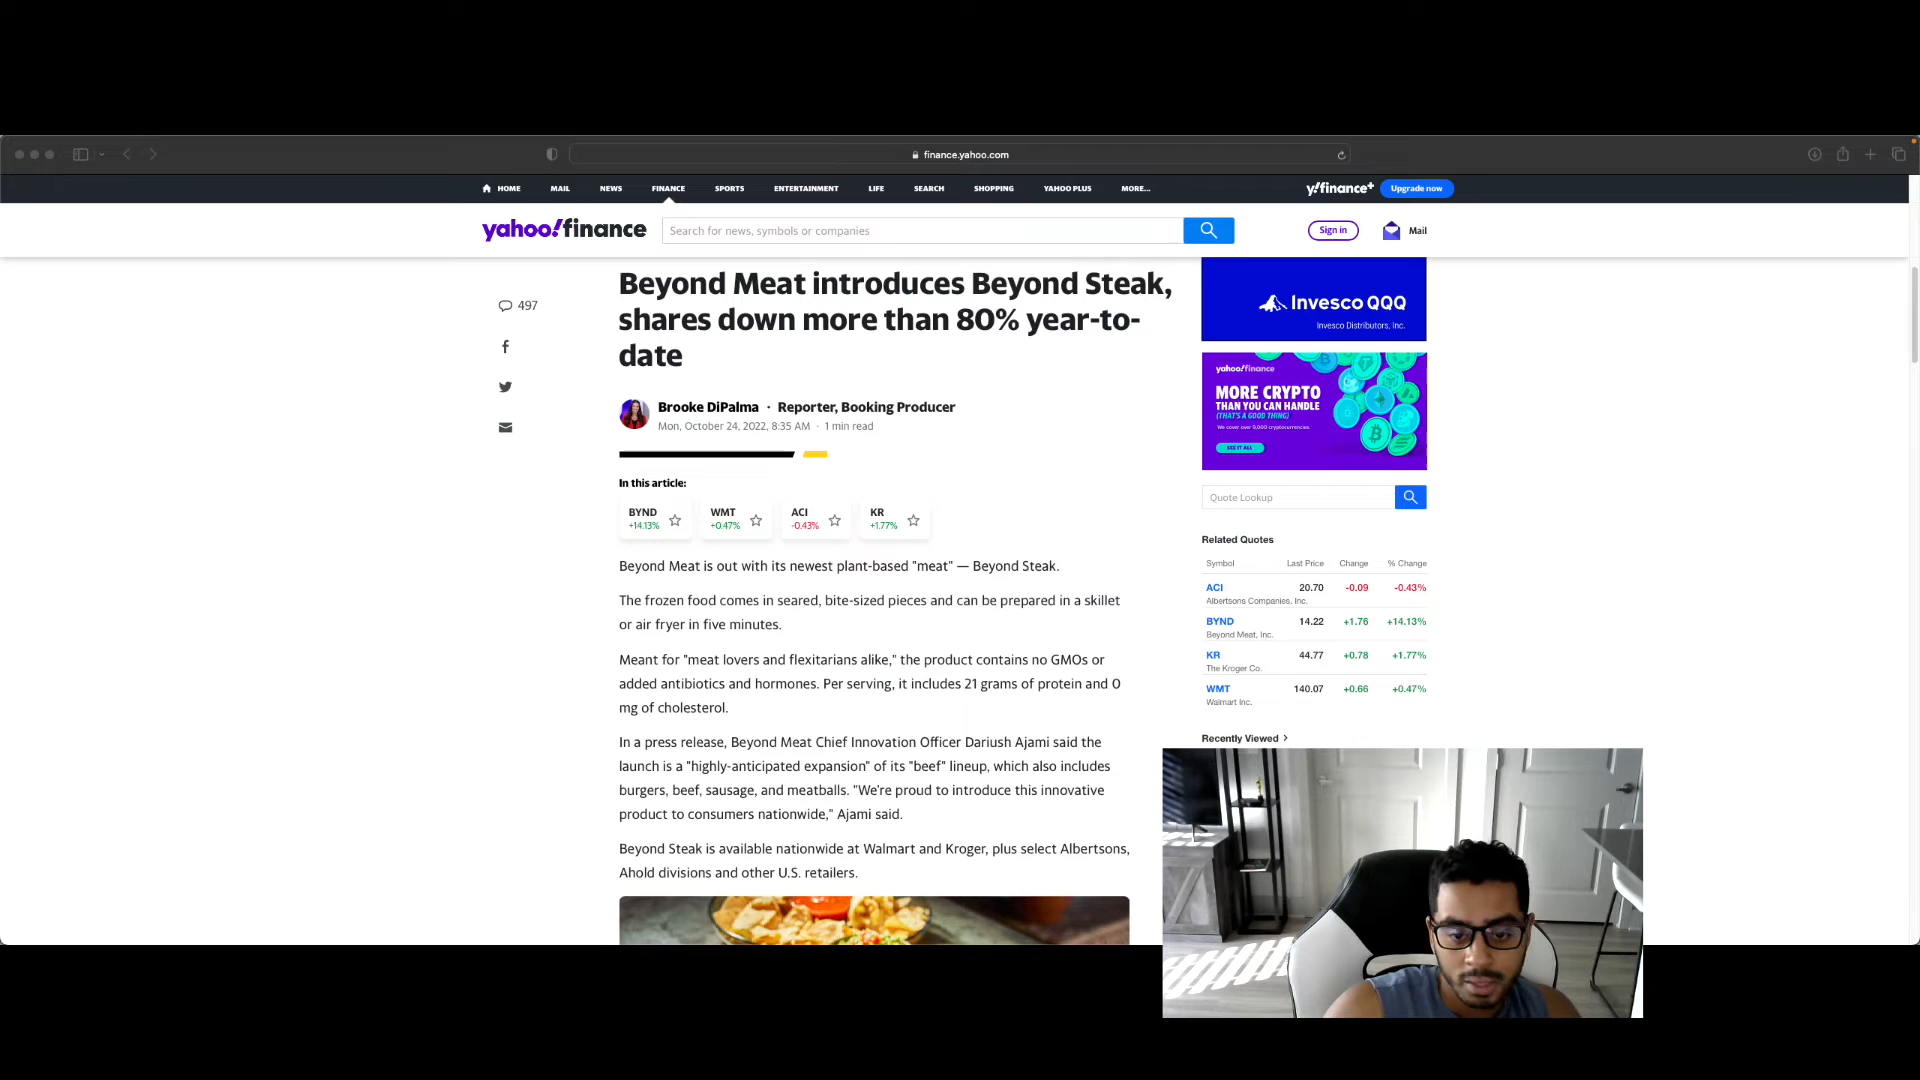 finance.yahoo.com
HOME MAIL NEWS FINANCE SPORTS ENTERTAINMENT LIFE SEARCH SHOPPING YAHOO PLUS MORE... y!finance+ Upgrade now
yahoo!finance Search for news, symbols or companies Sign in Mail
497
Beyond Meat introduces Beyond Steak,
shares down more than 80% year-to-
date
Brooke DiPalma · Reporter, Booking Producer
Mon, October 24, 2022, 8:35 AM · 1 min read
In this article:
BYND WMT ACI KR
+14.13% +0.47% -0.43% +1.77%
Beyond Meat is out with its newest plant-based "meat" — Beyond Steak.
The frozen food comes in seared, bite-sized pieces and can be prepared in a skillet
or air fryer in five minutes.
Meant for "meat lovers and flexitarians alike," the product contains no GMOs or
added antibiotics and hormones. Per serving, it includes 21 grams of protein and 0
mg of cholesterol.
In a press release, Beyond Meat Chief Innovation Officer Dariush Ajami said the
launch is a "highly-anticipated expansion" of its "beef" lineup, which also includes
burgers, beef, sausage, and meatballs. "We're proud to introduce this innovative
product to consumers nationwide," Ajami said.
Beyond Steak is available nationwide at Walmart and Kroger, plus select Albertsons,
Ahold divisions and other U.S. retailers.
Invesco QQQ
Invesco Distributors, Inc.
yahoo!finance
MORE CRYPTO
THAN YOU CAN HANDLE
(THAT'S A GOOD THING)
We cover over 9,000 cryptocurrencies.
SEE IT ALL
Quote Lookup
Related Quotes
Symbol Last Price Change % Change
ACI 20.70 -0.09 -0.43%
Albertsons Companies, Inc.
BYND 14.22 +1.76 +14.13%
Beyond Meat, Inc.
KR 44.77 +0.78 +1.77%
The Kroger Co.
WMT 140.07 +0.66 +0.47%
Walmart Inc.
Recently Viewed